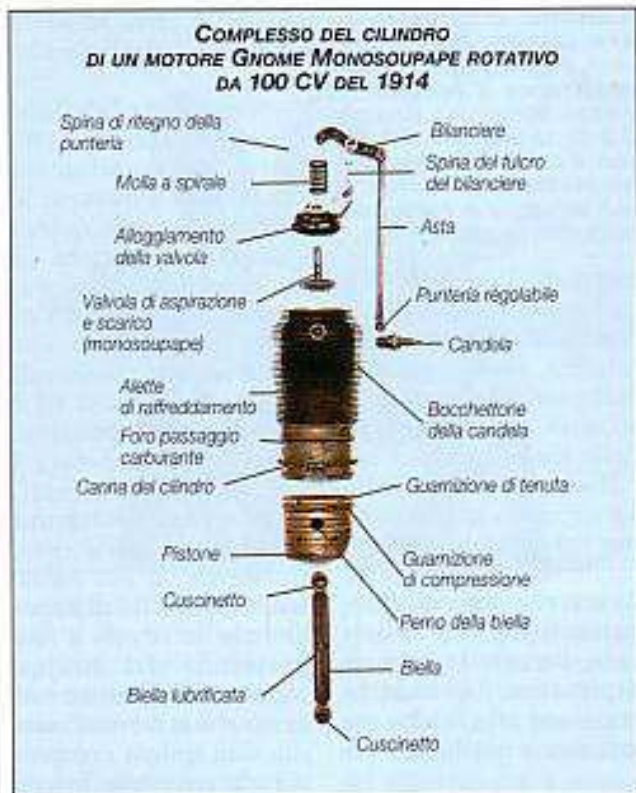 COMPLESSO DEL CILINDRO
DI UN MOTORE GNOME MONOSOUPAPE ROTATIVO
DA 100 CV DEL 1914
Spina di ritegno della
punteria
Bilanciere
Molla a spirale
Spina del fulcro
del bilanciere
Alloggiamento
della valvola
Asta
Valvola di aspirazione
e scarico
(monosoupape)
Punteria regolabile
Candela
Alette
di raffreddamento
Bocchettone
della candela
Foro passaggio
carburante
Canna del cilindro
Guarnizione di tenuta
Pistone
Guarnizione
di compressione
Cuscinetto
Perno della biella
Biella lubrificata
Biella
Cuscinetto